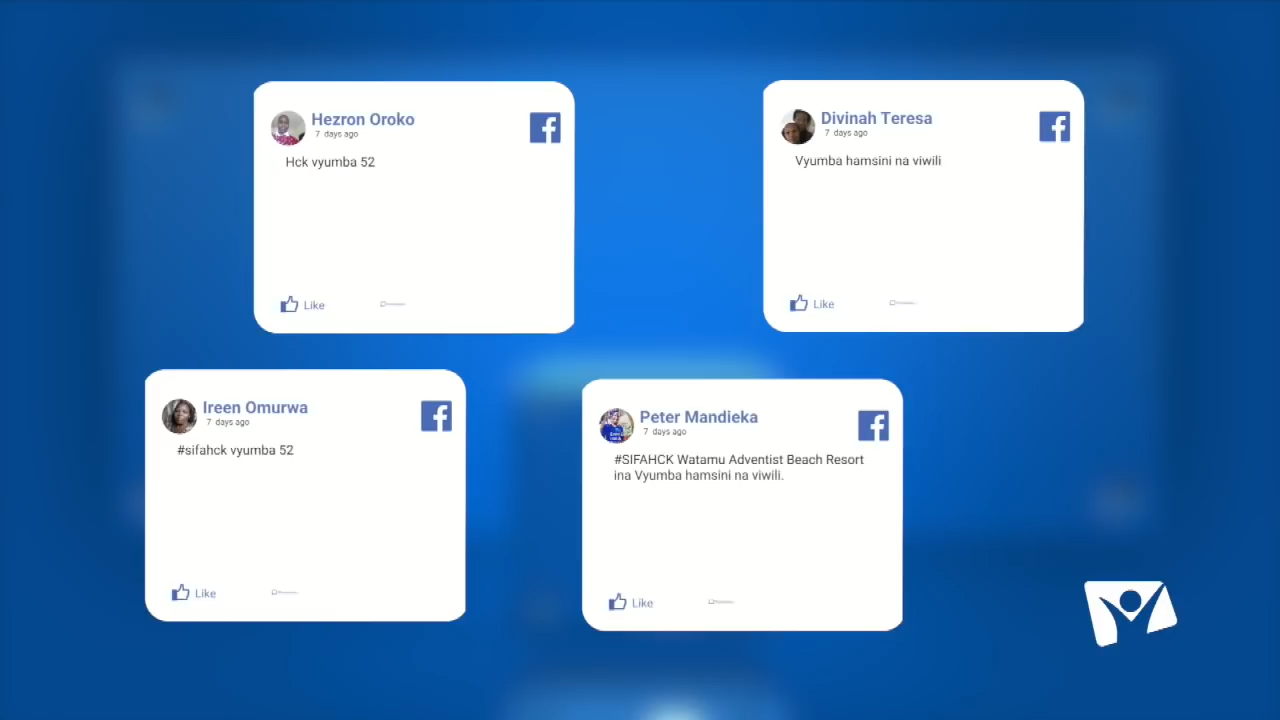 Hezron Oroko
7 days ago
Hck vyumba 52
Like
Divinah Teresa
7 days ago
Vyumba hamsini na viwili
Like
Ireen Omurwa
7 days ago
#sifahck vyumba 52
Like
Peter Mandieka
7 days ago
#SIFAHCK Watamu Adventist Beach Resort
ina Vyumba hamsini na viwili.
Like